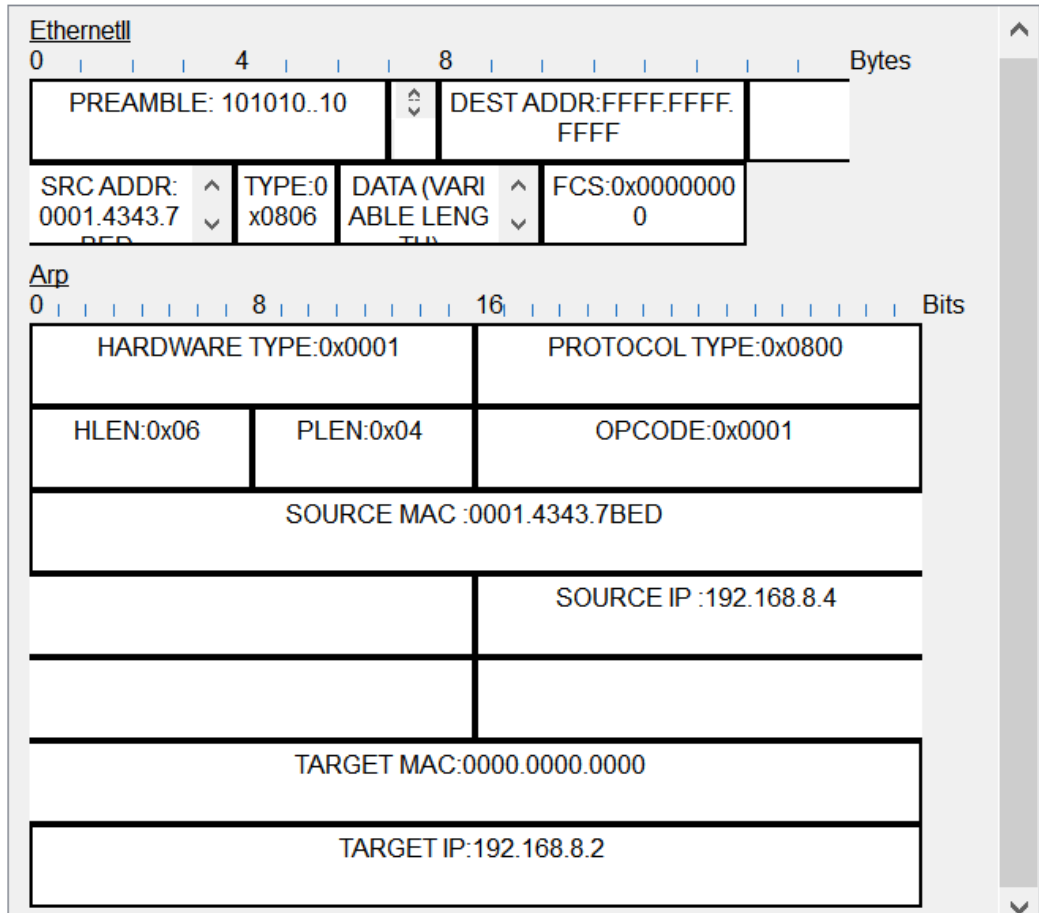 EthernetII
0 4 8 Bytes
PREAMBLE: 101010..10
DEST ADDR:FFFF.FFFF.
FFFF
SRC ADDR:
0001.4343.7
BED
TYPE:0
x0806
DATA (VARI
ABLE LENG
TH)
FCS:0x0000000
0
Arp
0 8 16 Bits
HARDWARE TYPE:0x0001
PROTOCOL TYPE:0x0800
HLEN:0x06
PLEN:0x04
OPCODE:0x0001
SOURCE MAC :0001.4343.7BED
SOURCE IP :192.168.8.4
TARGET MAC:0000.0000.0000
TARGET IP:192.168.8.2